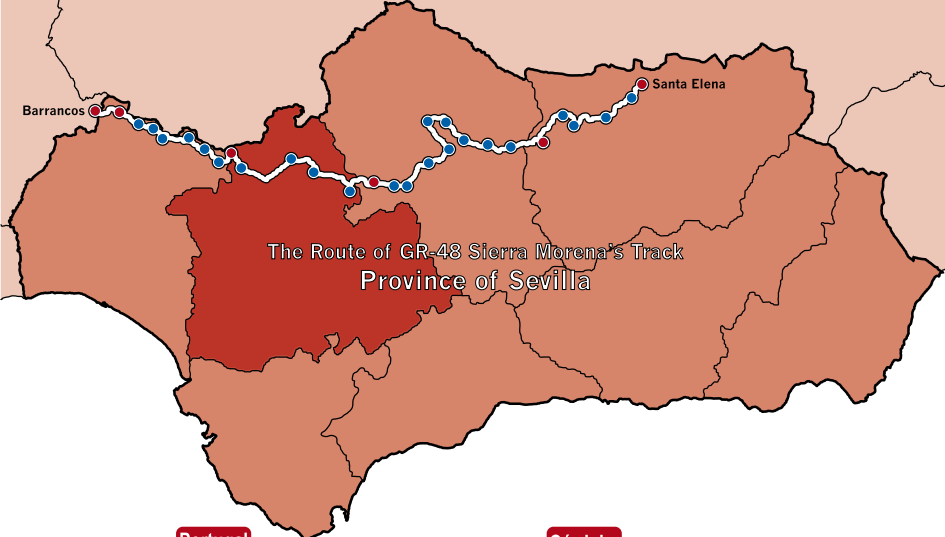 Santa Elena
Barrancos
The Route of GR-48 Sierra Morena's Track
Province of Sevilla